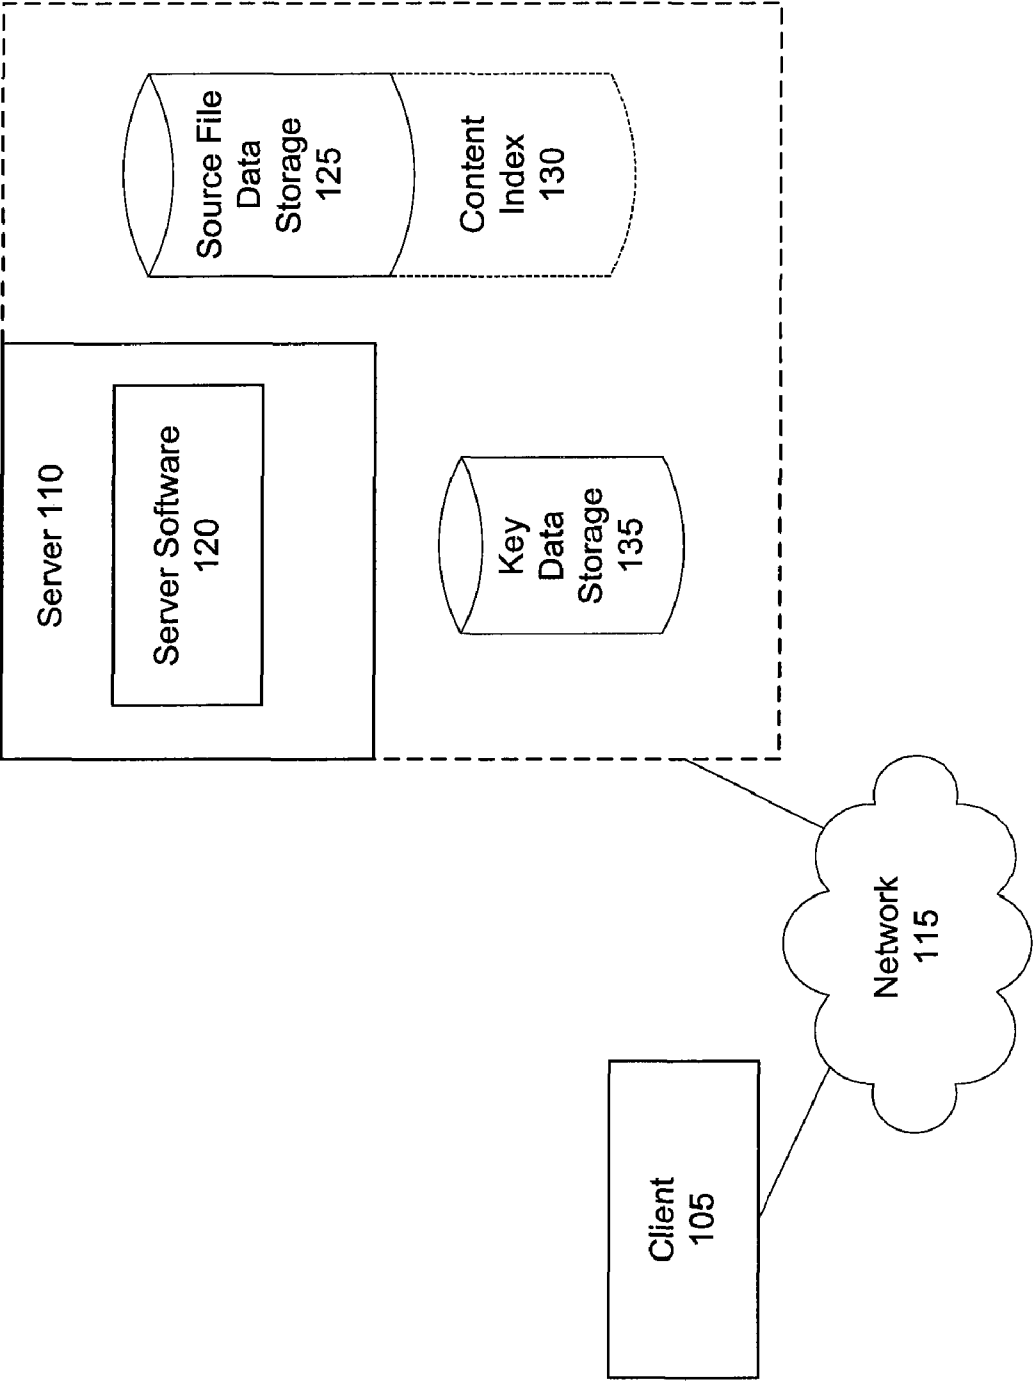 Server 110
Server Software
120
Source File
Data
Storage
125
Content
Index
130
Key
Data
Storage
135
Client
105
Network
115